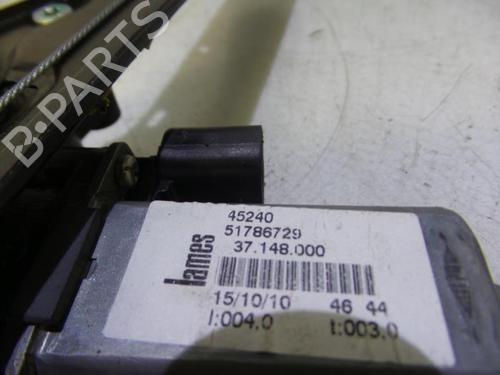 B-PARTS
45240
51786729
37.148.000
lames
15/10/10 46 44
I:004.0 t:003.0